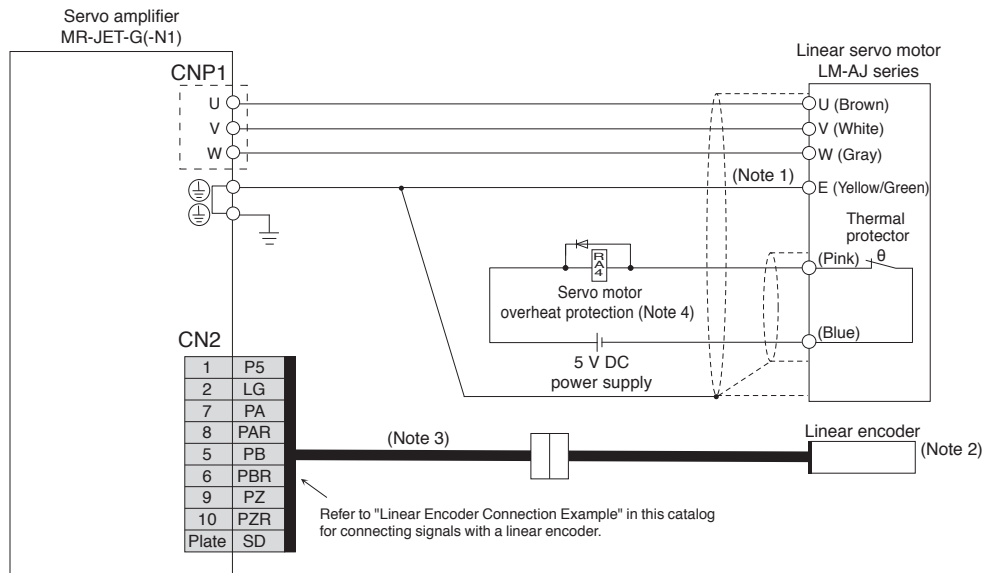 Servo amplifier
MR-JET-G(-N1)
Linear servo motor
LM-AJ series
CNP1
U
V
W
U (Brown)
V (White)
W (Gray)
(Note 1)
E (Yellow/Green)
Thermal
protector
θ
(Pink)
RA4
Servo motor
overheat protection (Note 4)
(Blue)
5 V DC
power supply
CN2
1 P5
2 LG
7 PA
8 PAR
5 PB
6 PBR
9 PZ
10 PZR
Plate SD
(Note 3)
Linear encoder
(Note 2)
Refer to "Linear Encoder Connection Example" in this catalog
for connecting signals with a linear encoder.